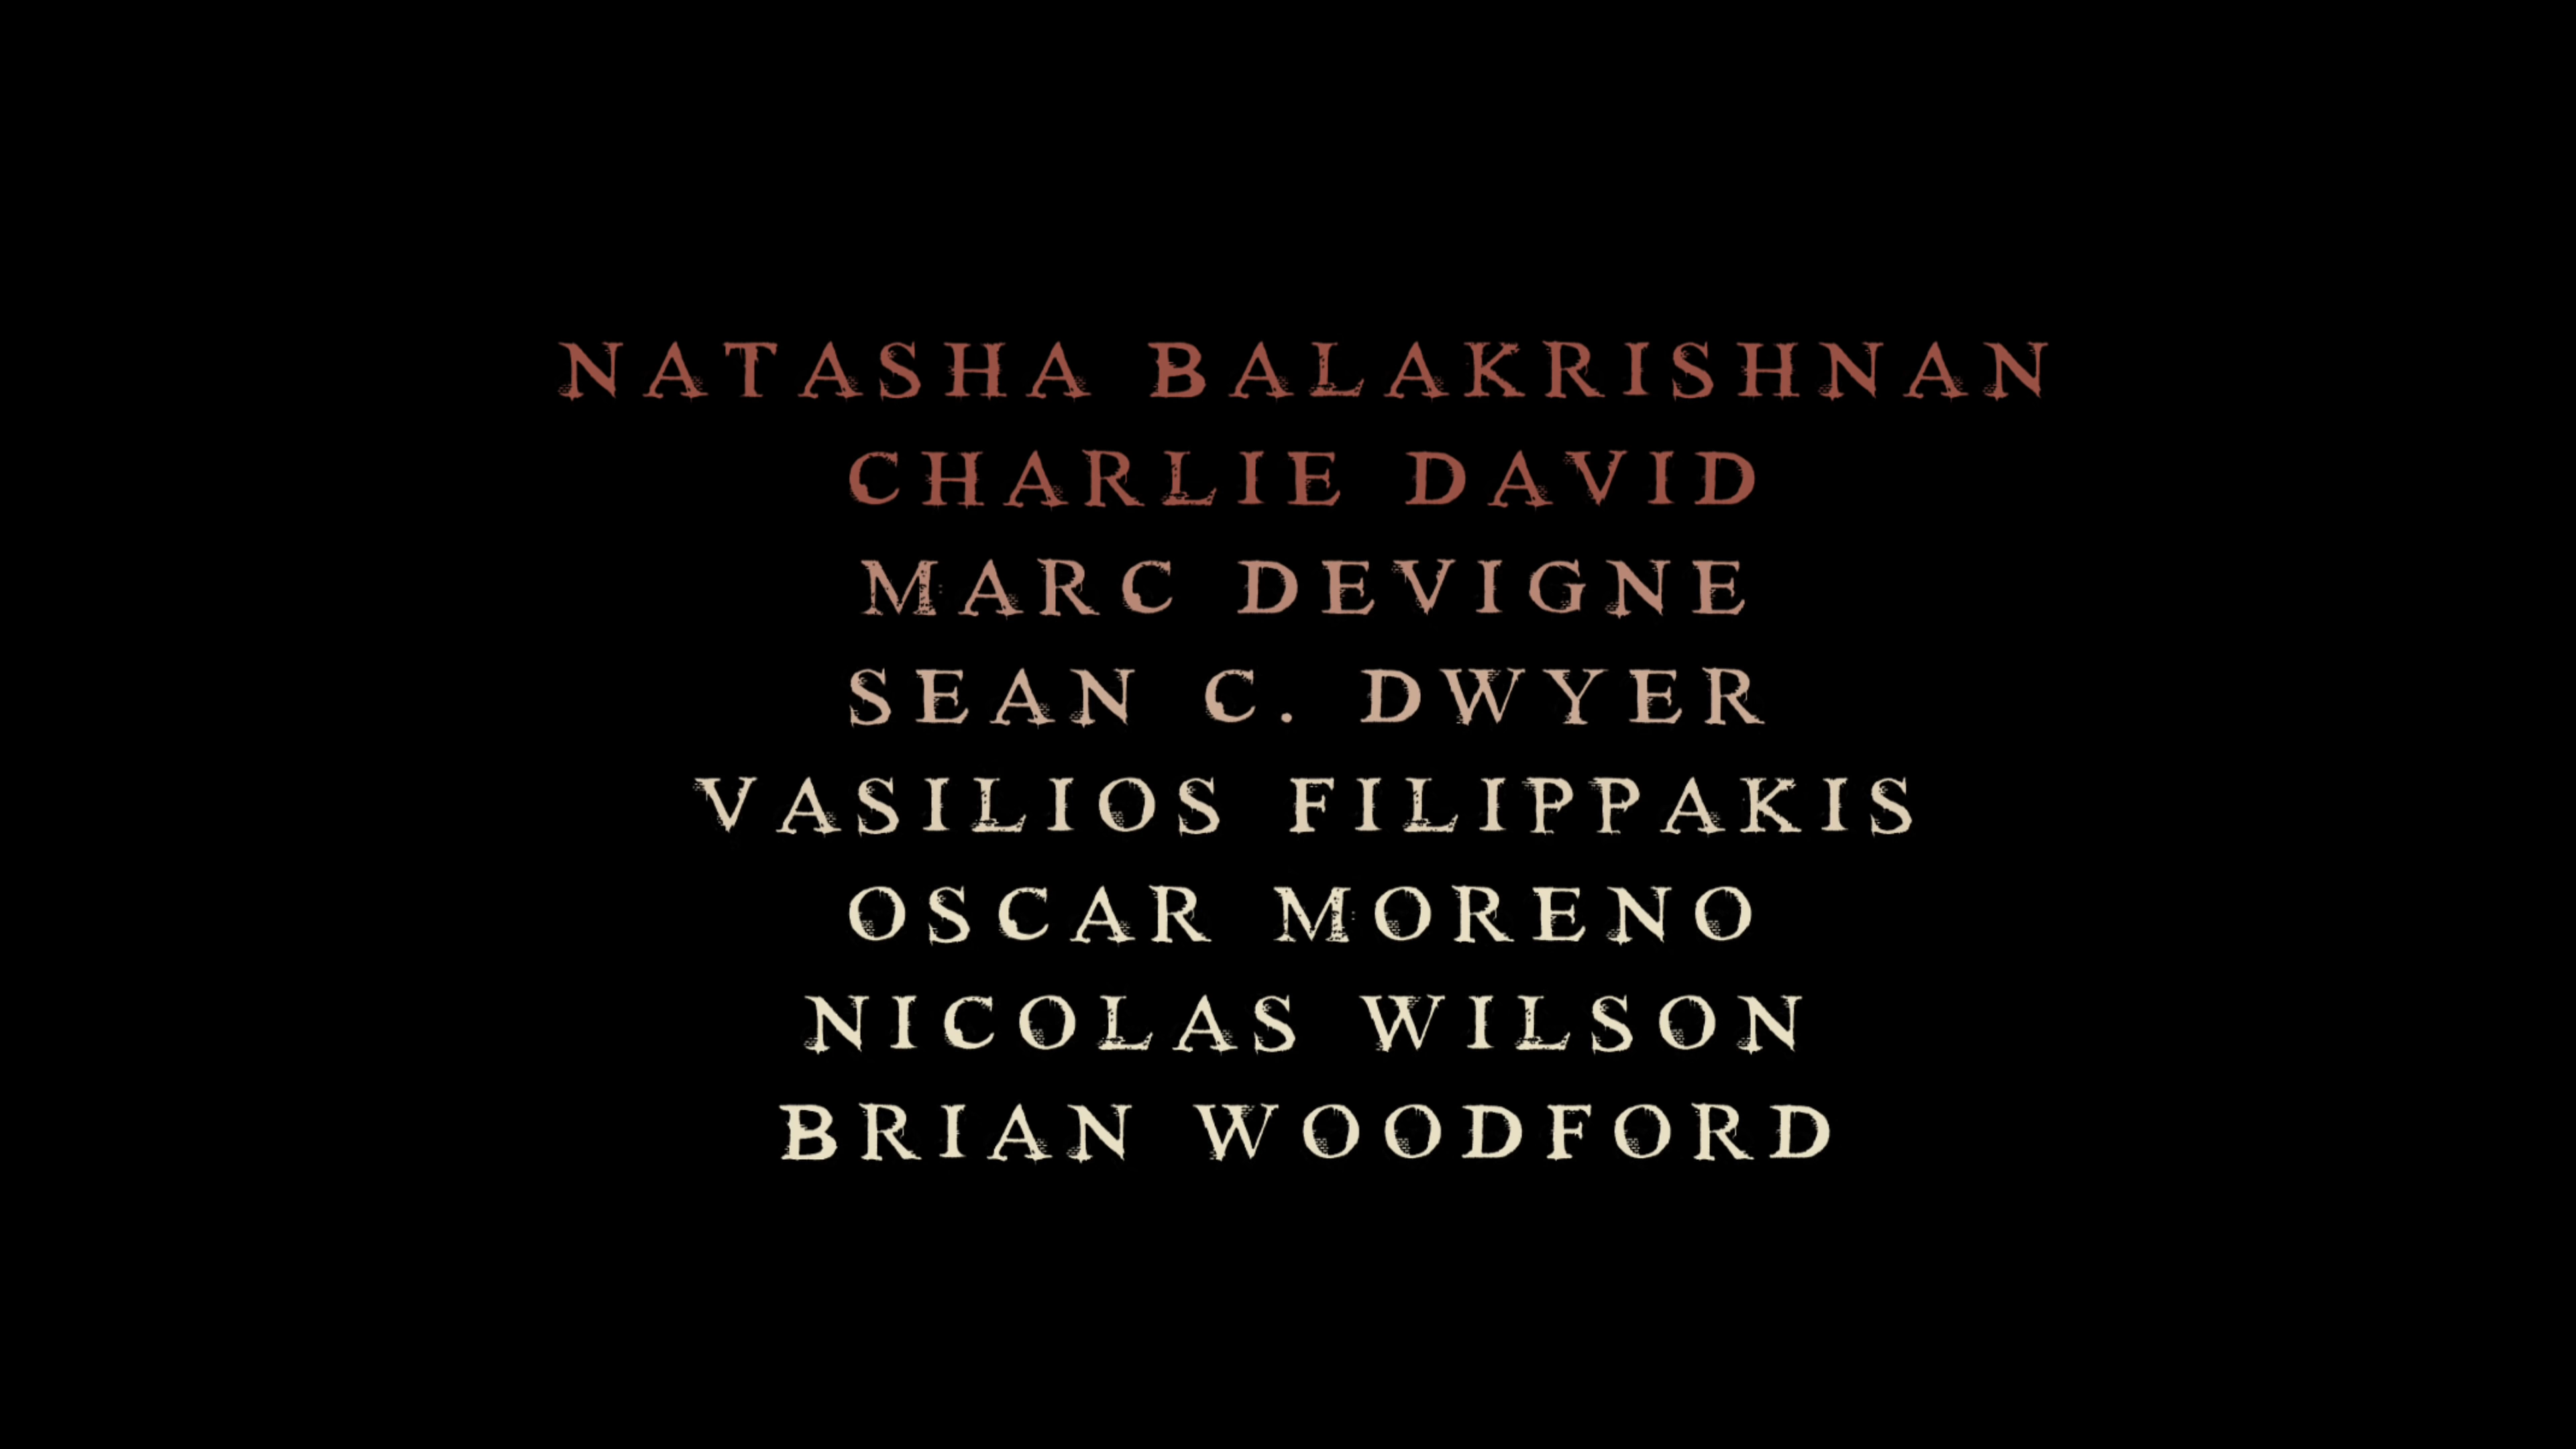 NATASHA BALAKRISHNAN
CHARLIE DAVID
MARC DEVIGNE
SEAN C. DWYER
VASILIOS FILIPPAKIS
OSCAR MORENO
NICOLAS WILSON
BRIAN WOODFORD